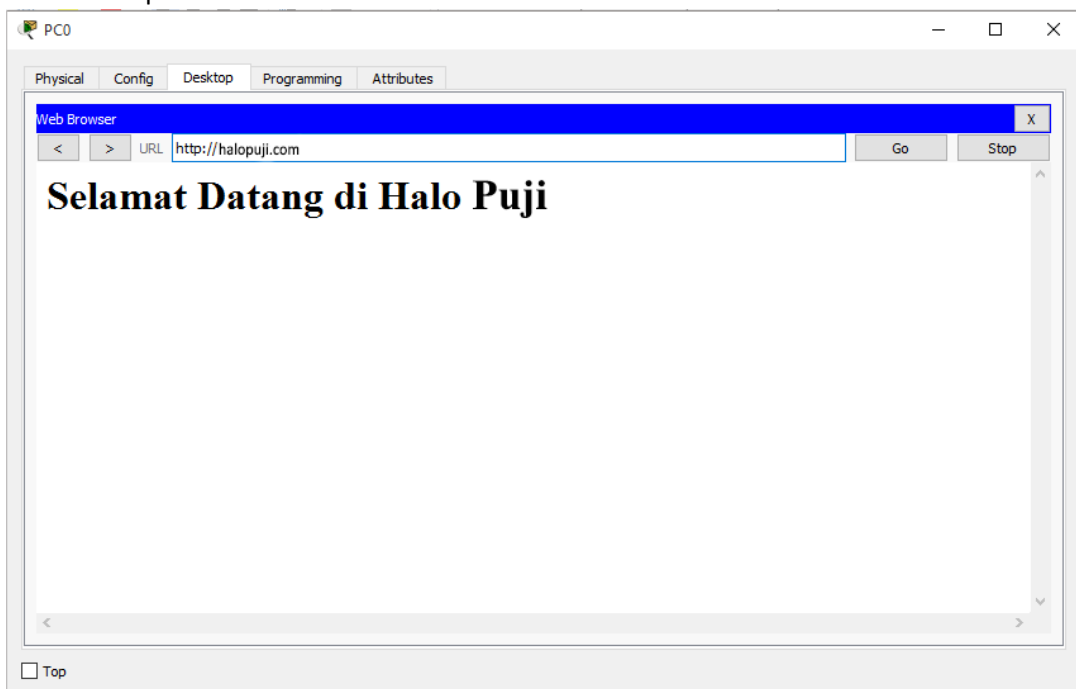 PC0
Physical Config Desktop Programming Attributes
Web Browser X
< > URL http://halopuji.com Go Stop
Selamat Datang di Halo Puji
Top